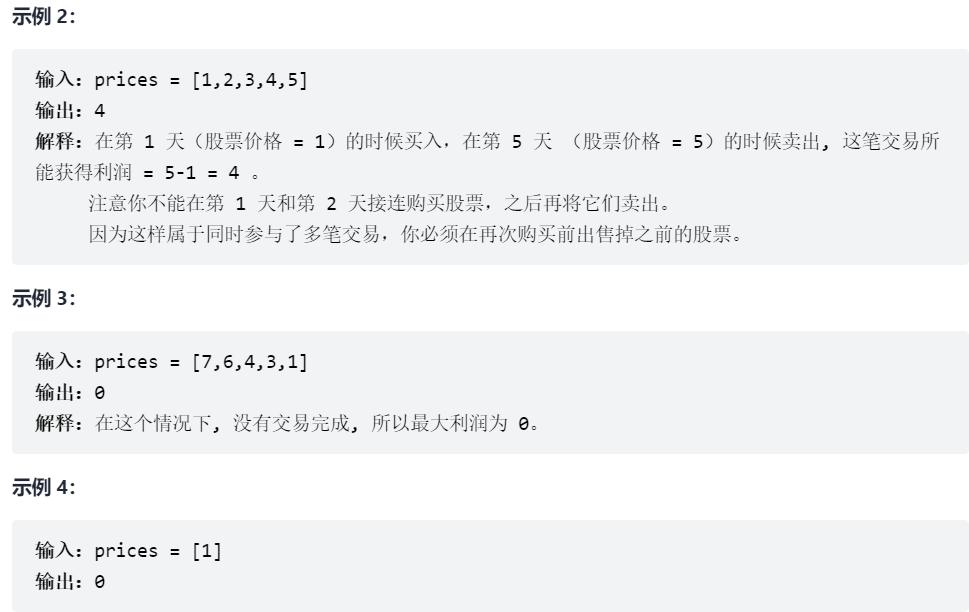 示例 2：
输入：prices = [1,2,3,4,5]
输出：4
解释：在第 1 天（股票价格 = 1）的时候买入，在第 5 天 （股票价格 = 5）的时候卖出, 这笔交易所
能获得利润 = 5-1 = 4 。
注意你不能在第 1 天和第 2 天接连购买股票，之后再将它们卖出。
因为这样属于同时参与了多笔交易，你必须在再次购买前出售掉之前的股票。
示例 3：
输入：prices = [7,6,4,3,1]
输出：0
解释：在这个情况下, 没有交易完成, 所以最大利润为 0。
示例 4：
输入：prices = [1]
输出：0